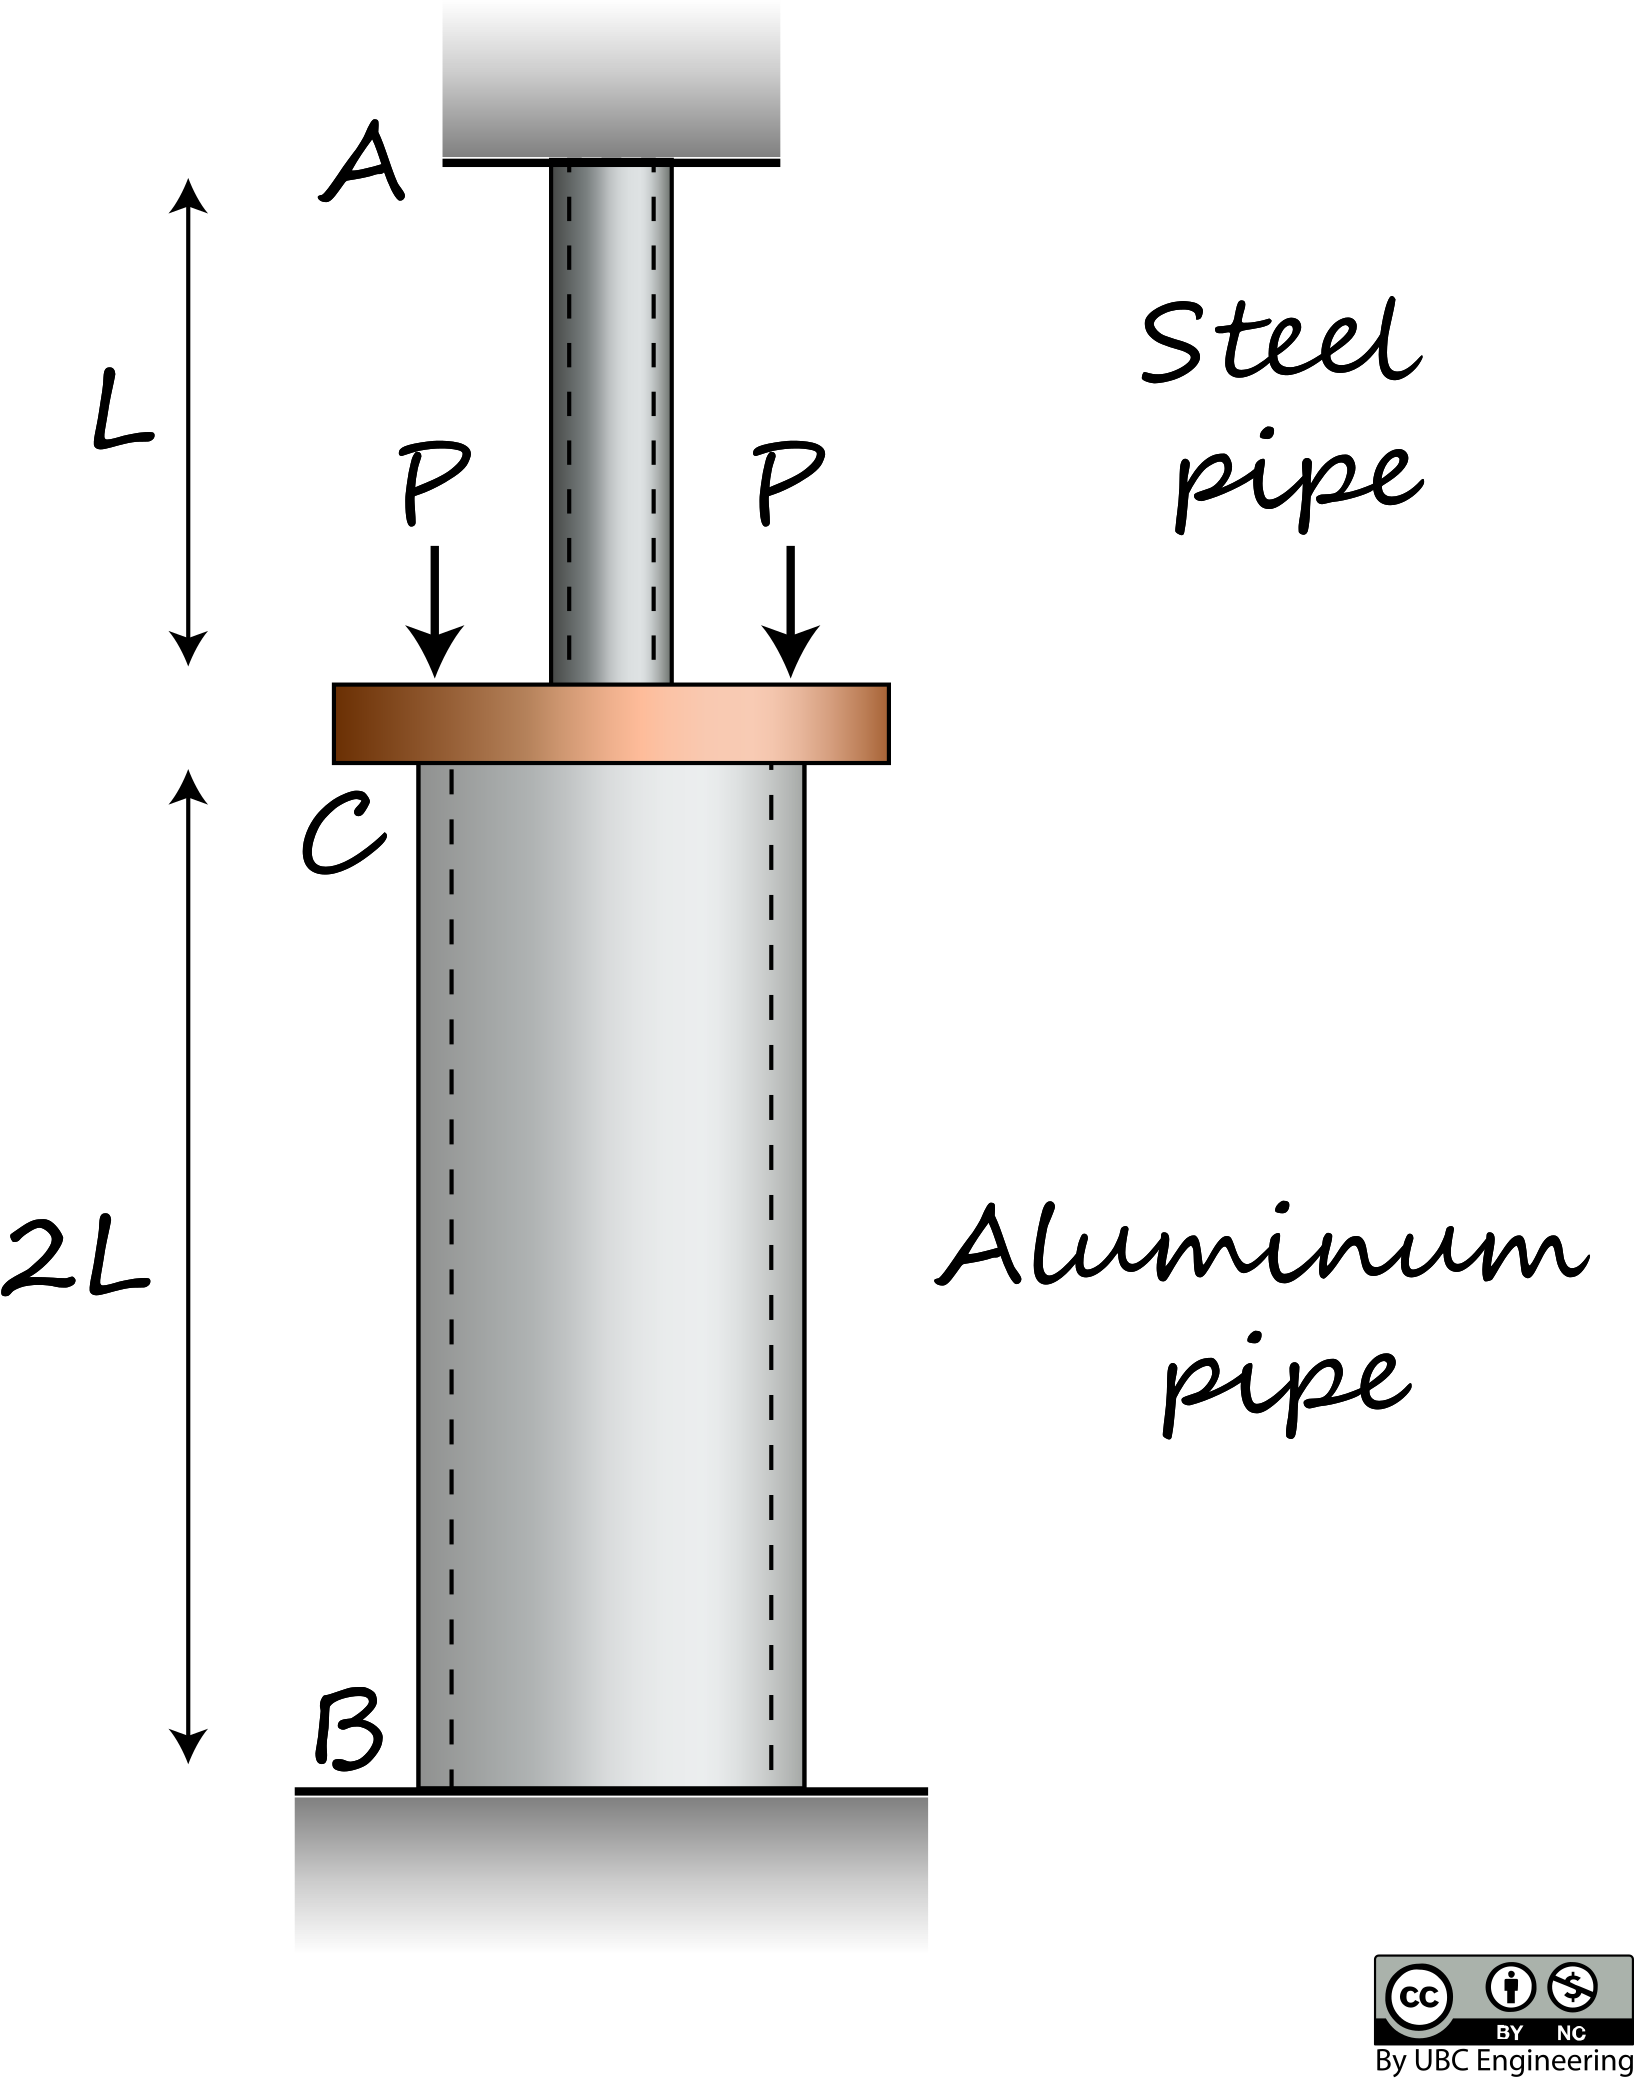 A
L
Steel
pipe
P
P
C
2L
Aluminum
pipe
B
cc
BY NC
By UBC Engineering